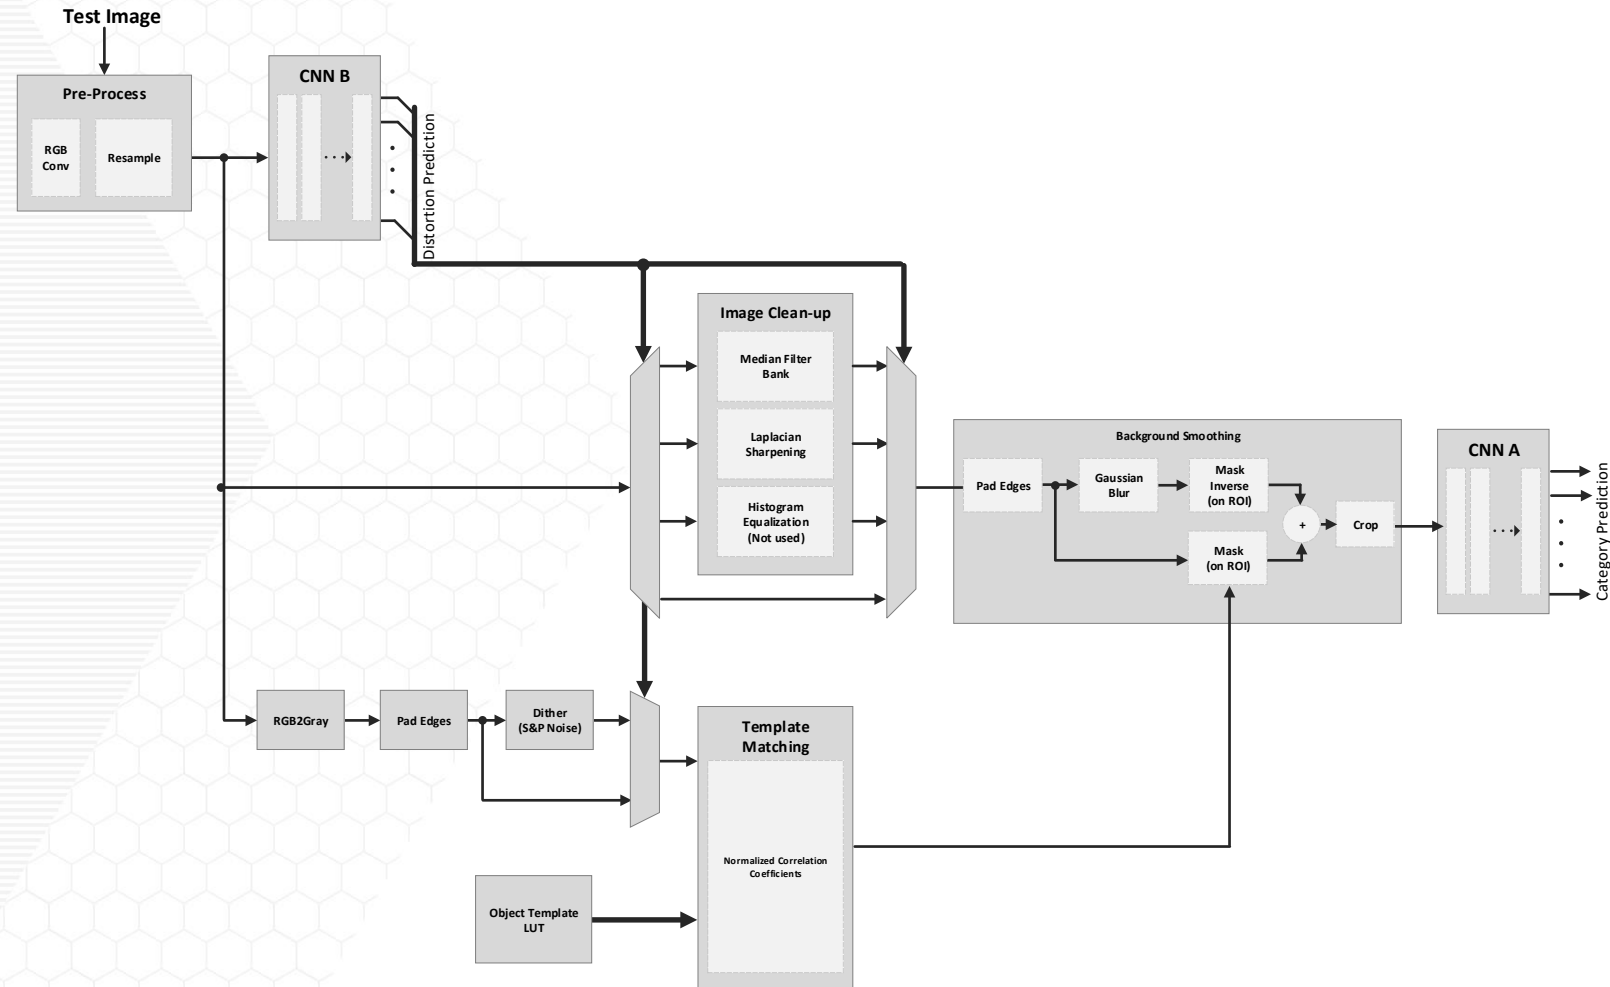 Test Image
Pre-Process
RGB
Conv
Resample
CNN B
Distortion Prediction
Image Clean-up
Median Filter
Bank
Laplacian
Sharpening
Histogram
Equalization
(Not used)
Background Smoothing
Pad Edges
Gaussian
Blur
Mask
Inverse
(on ROI)
Mask
(on ROI)
+
Crop
CNN A
Category Prediction
RGB2Gray
Pad Edges
Dither
(S&P Noise)
Template
Matching
Normalized Correlation
Coefficients
Object Template
LUT